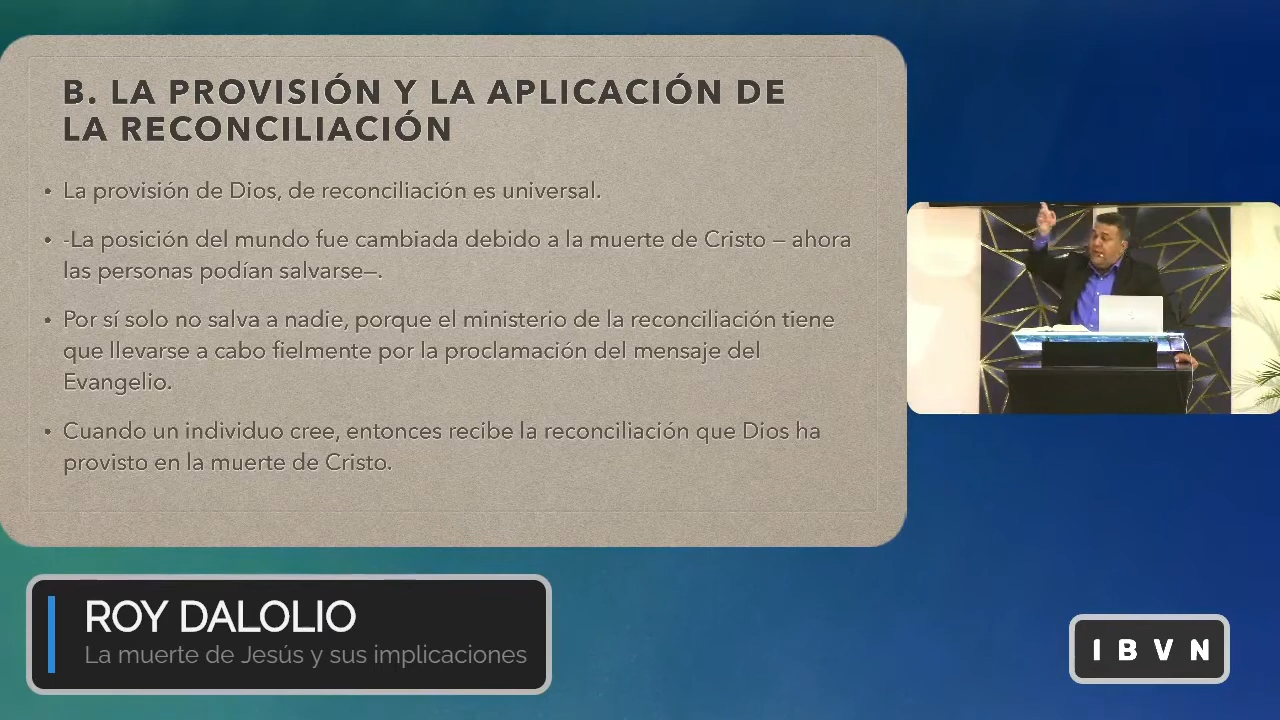 B. LA PROVISIÓN Y LA APLICACIÓN DE
LA RECONCILIACIÓN
• La provisión de Dios, de reconciliación es universal.
• -La posición del mundo fue cambiada debido a la muerte de Cristo – ahora
las personas podían salvarse–.
• Por sí solo no salva a nadie, porque el ministerio de la reconciliación tiene
que llevarse a cabo fielmente por la proclamación del mensaje del
Evangelio.
• Cuando un individuo cree, entonces recibe la reconciliación que Dios ha
provisto en la muerte de Cristo.
ROY DALOLIO
La muerte de Jesús y sus implicaciones
IBVN